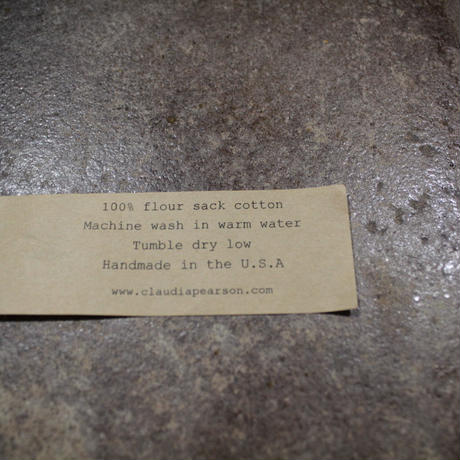 100% flour sack cotton
Machine wash in warm water
Tumble dry low
Handmade in the U.S.A
www.claudiapearson.com